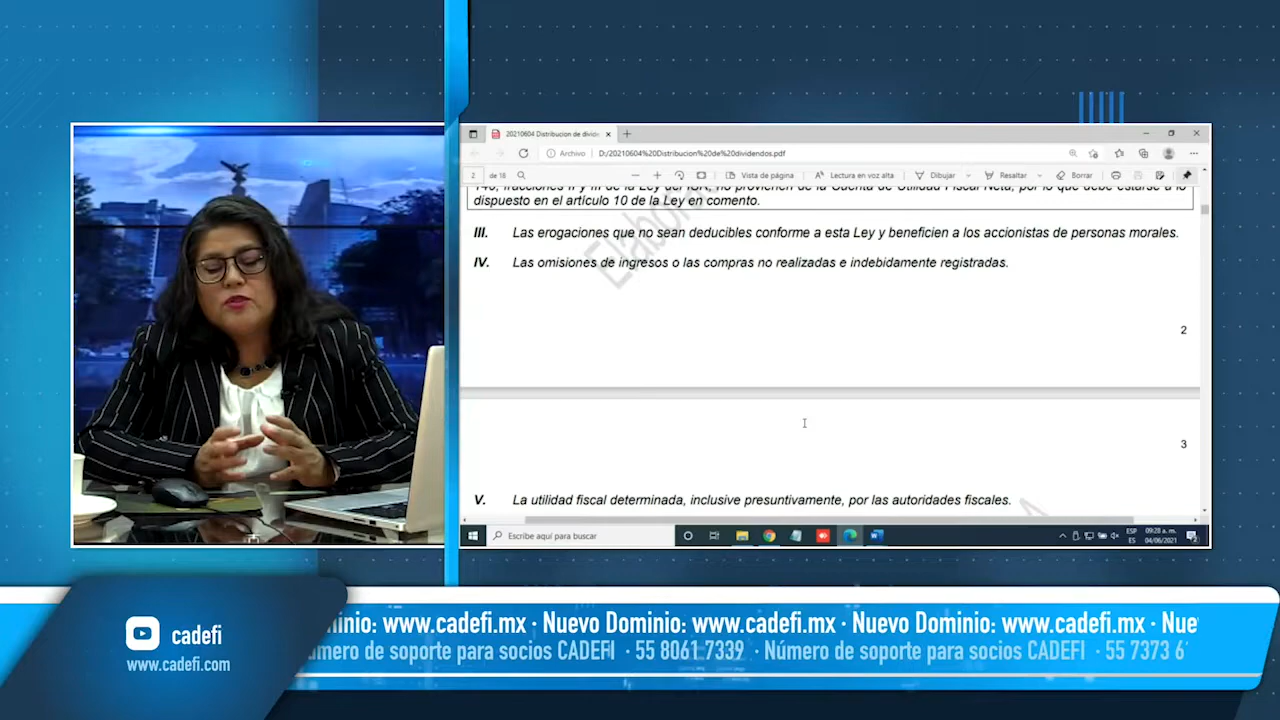 20210604 Distribucion de divide
Archivo
D:/20210604%20Distribucion%20de%20dividendos.pdf
2 de 18
Vista de página
Lectura en voz alta
Dibujar
Resaltar
Borrar
dispuesto en el artículo 10 de la Ley en comento.
III. Las erogaciones que no sean deducibles conforme a esta Ley y beneficien a los accionistas de personas morales.
IV. Las omisiones de ingresos o las compras no realizadas e indebidamente registradas.
2
3
V. La utilidad fiscal determinada, inclusive presuntivamente, por las autoridades fiscales.
Escribe aquí para buscar
ESP
ES
09:28 a. m.
04/06/2021
cadefi
www.cadefi.com
inio: www.cadefi.mx · Nuevo Dominio: www.cadefi.mx · Nuevo Dominio: www.cadefi.mx · Nue
úmero de soporte para socios CADEFI · 55 8061 7339 · Número de soporte para socios CADEFI · 55 7373 6